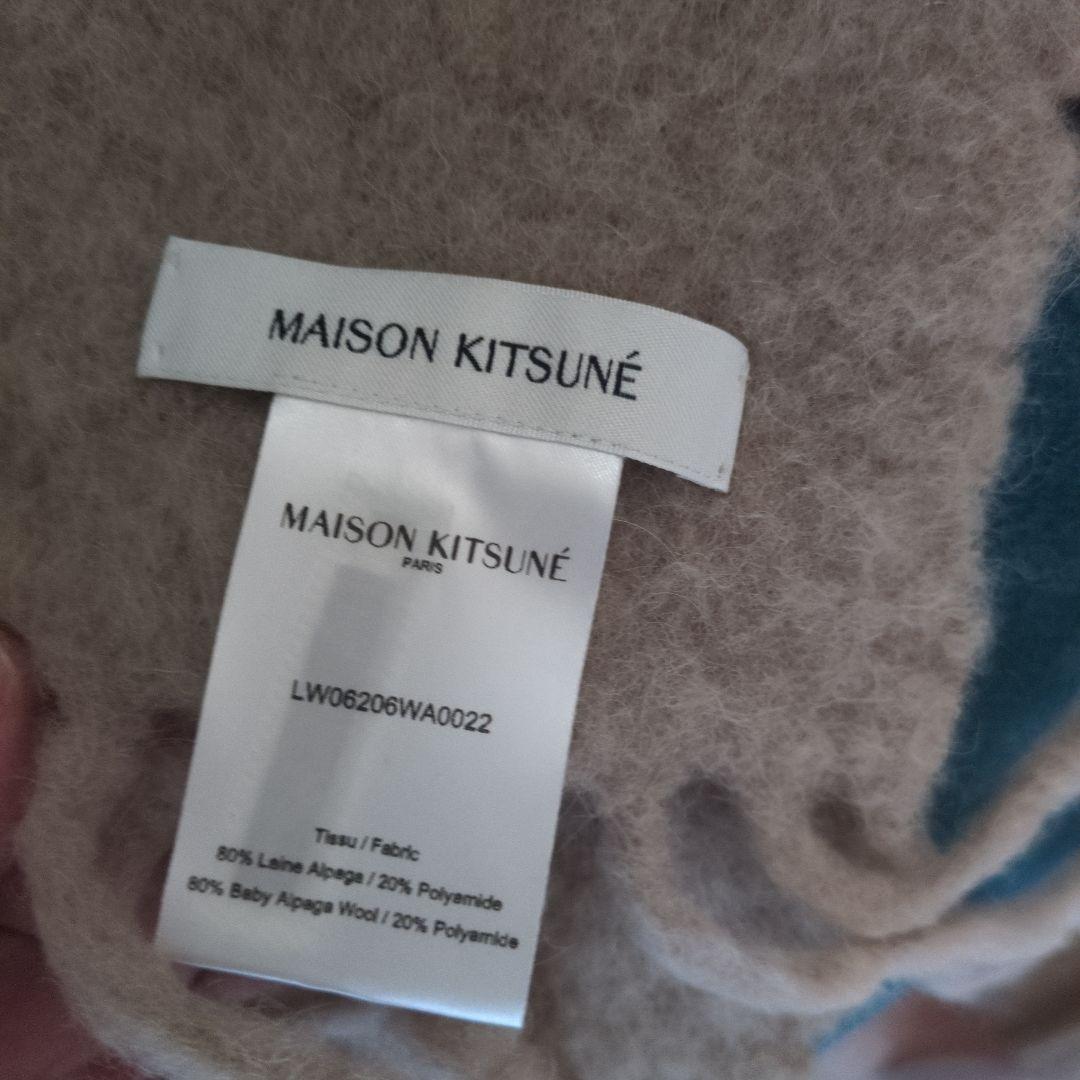 MAISON KITSUNÉ
MAISON KITSUNÉ
PARIS
LW06206WA0022
Tissu / Fabric
80% Laine Alpaga / 20% Polyamide
80% Baby Alpaga Wool / 20% Polyamide